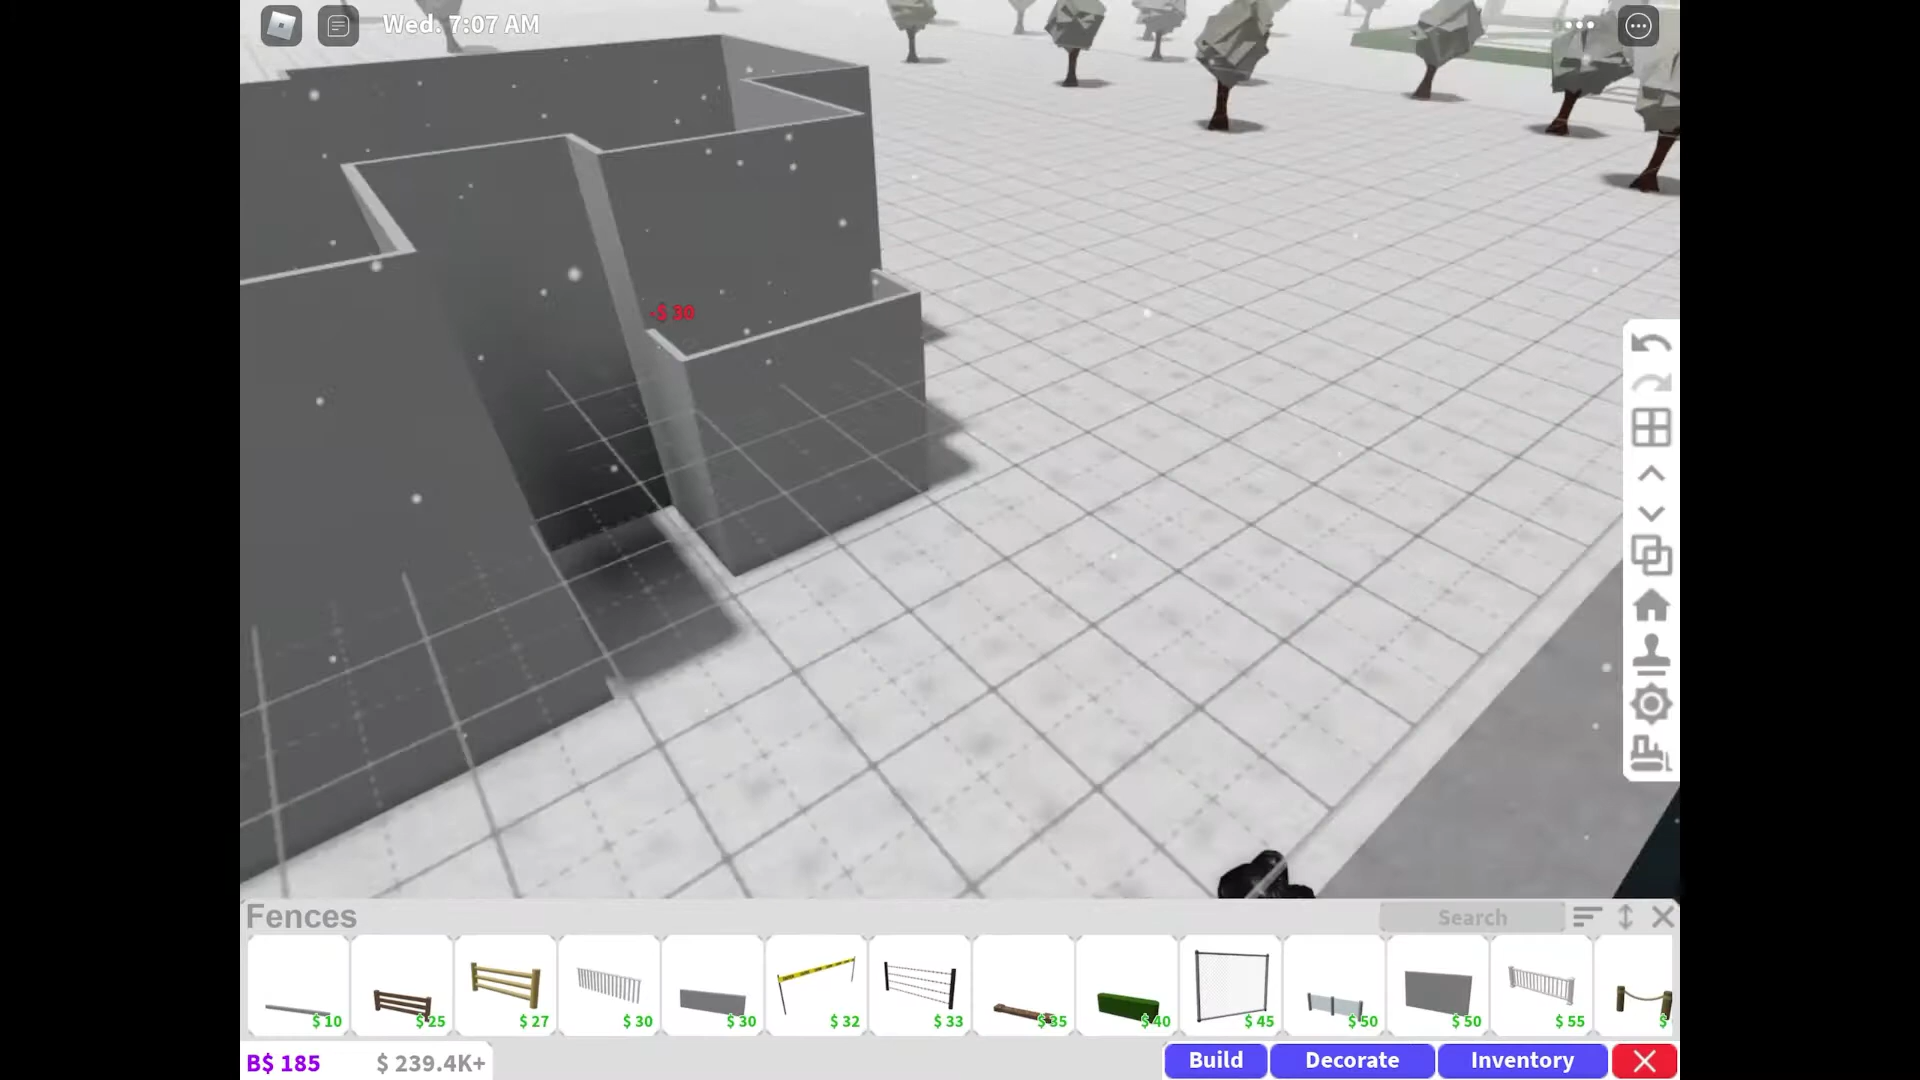 Wed. 7:07 AM
-$ 30
Fences
Search
$ 10
$ 25
$ 27
$ 30
$ 30
$ 32
$ 33
$ 35
$ 40
$ 45
$ 50
$ 50
$ 55
$
B$ 185
$ 239.4K+
Build
Decorate
Inventory